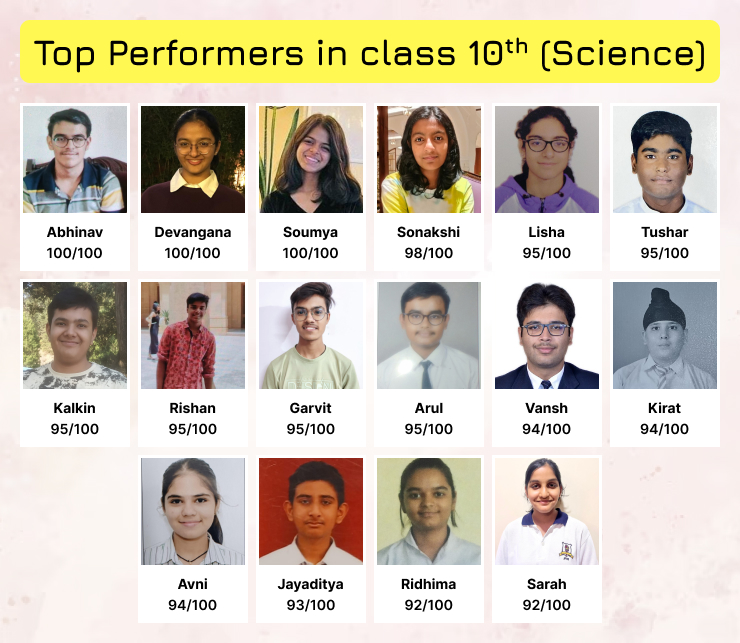 Top Performers in class 10th (Science)
Abhinav
100/100
Devangana
100/100
Soumya
100/100
Sonakshi
98/100
Lisha
95/100
Tushar
95/100
Kalkin
95/100
Rishan
95/100
Garvit
95/100
Arul
95/100
Vansh
94/100
Kirat
94/100
Avni
94/100
Jayaditya
93/100
Ridhima
92/100
Sarah
92/100